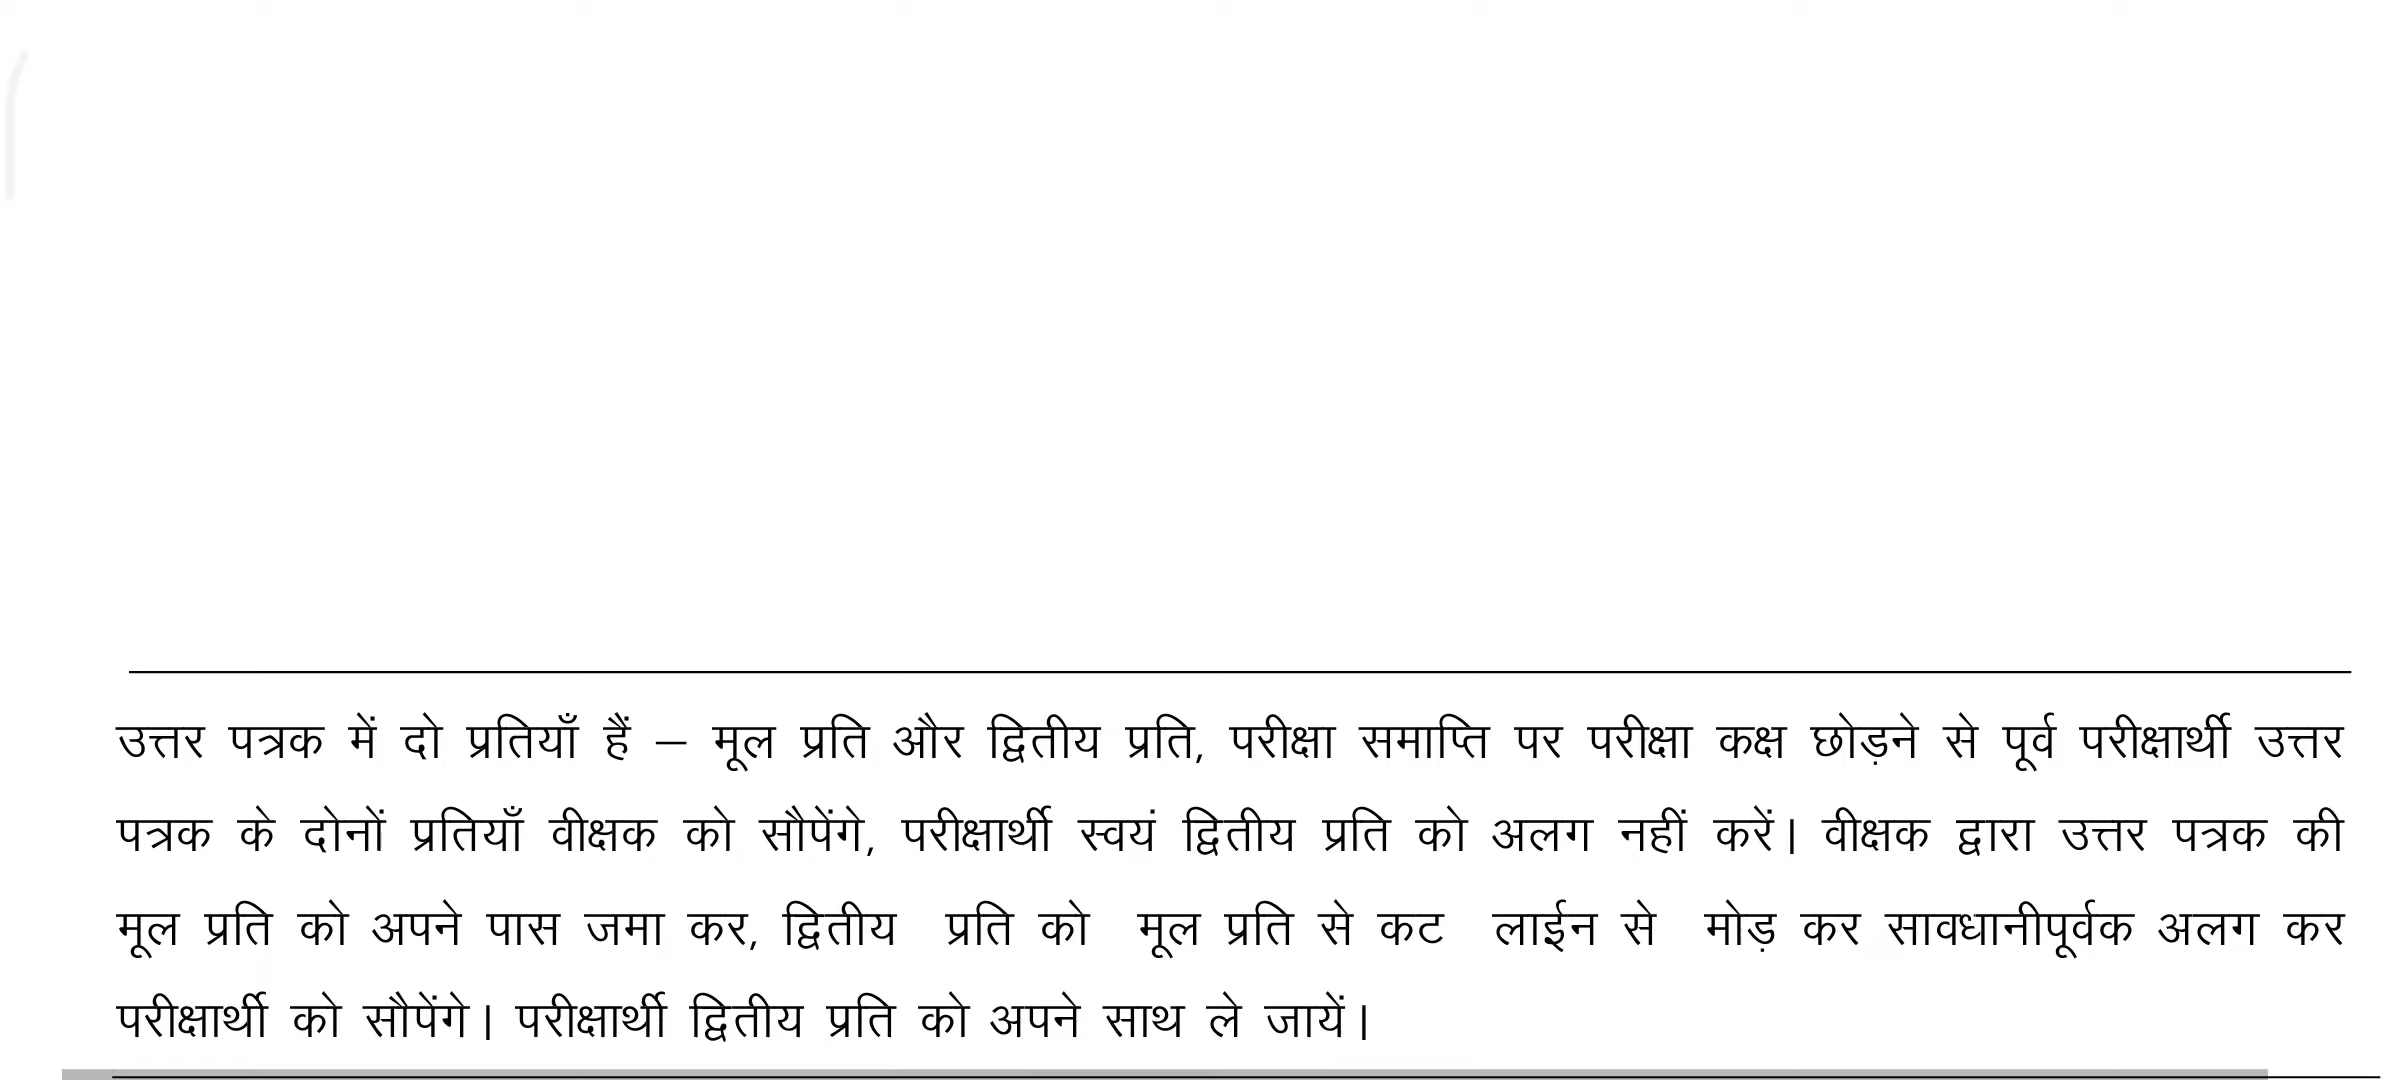 उत्तर पत्रक में दो प्रतियाँ हैं – मूल प्रति और द्वितीय प्रति, परीक्षा समाप्ति पर परीक्षा कक्ष छोड़ने से पूर्व परीक्षार्थी उत्तर
पत्रक के दोनों प्रतियाँ वीक्षक को सौपेंगे, परीक्षार्थी स्वयं द्वितीय प्रति को अलग नहीं करें। वीक्षक द्वारा उत्तर पत्रक की
मूल प्रति को अपने पास जमा कर, द्वितीय प्रति को मूल प्रति से कट लाईन से मोड़ कर सावधानीपूर्वक अलग कर
परीक्षार्थी को सौपेंगे। परीक्षार्थी द्वितीय प्रति को अपने साथ ले जायें।